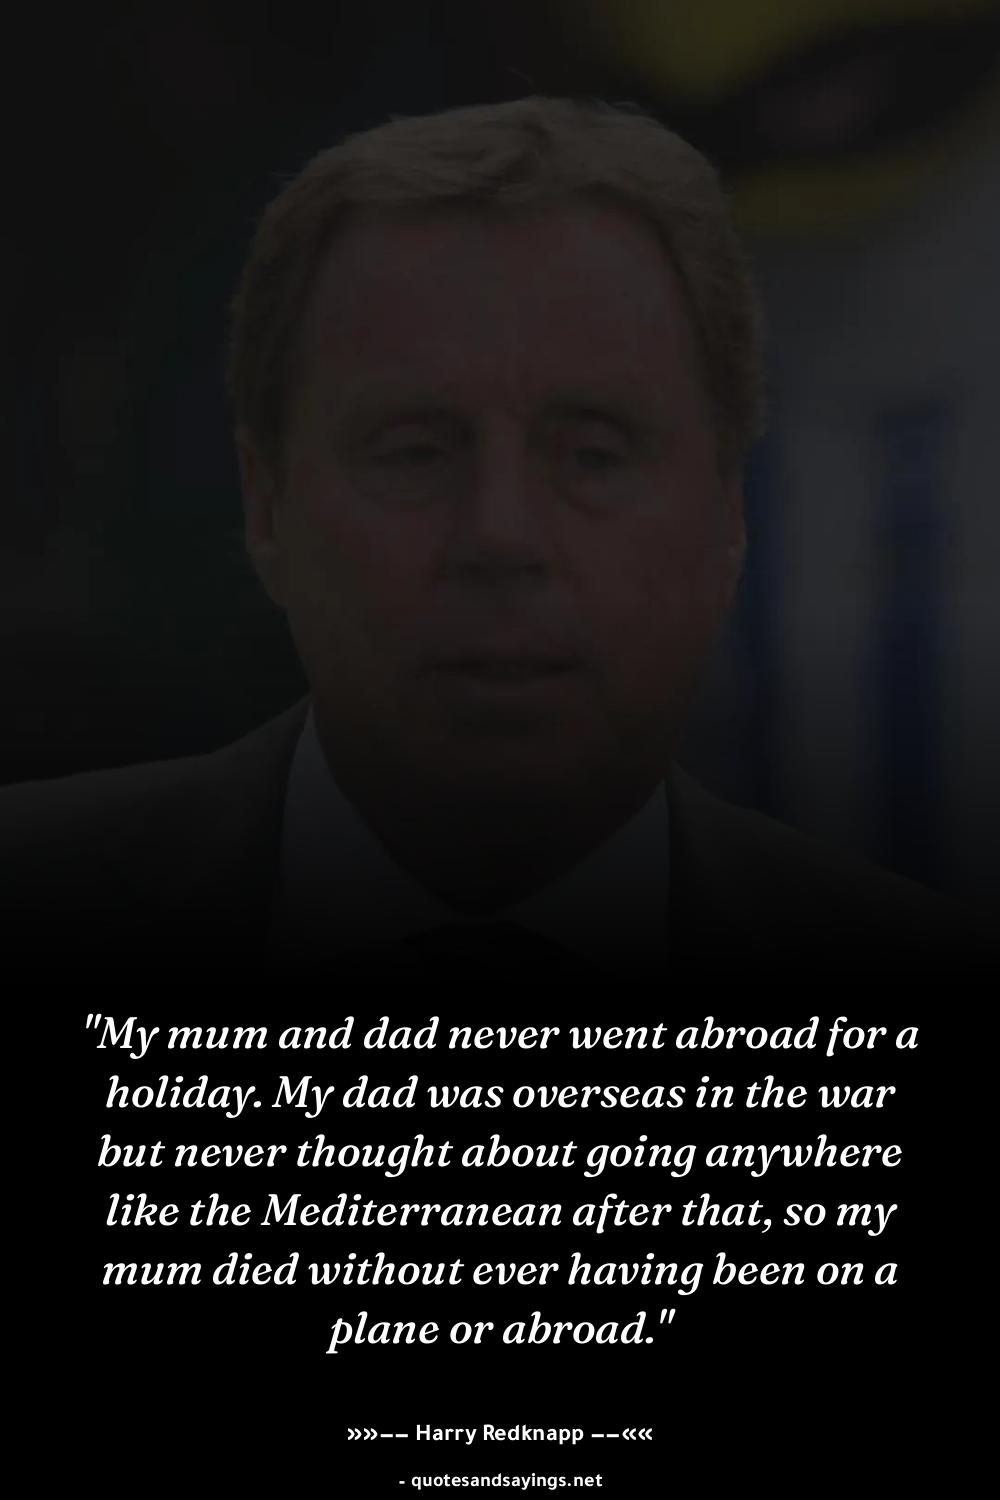 "My mum and dad never went abroad for a
holiday. My dad was overseas in the war
but never thought about going anywhere
like the Mediterranean after that, so my
mum died without ever having been on a
plane or abroad."
»»–– Harry Redknapp ––««
- quotesandsayings.net